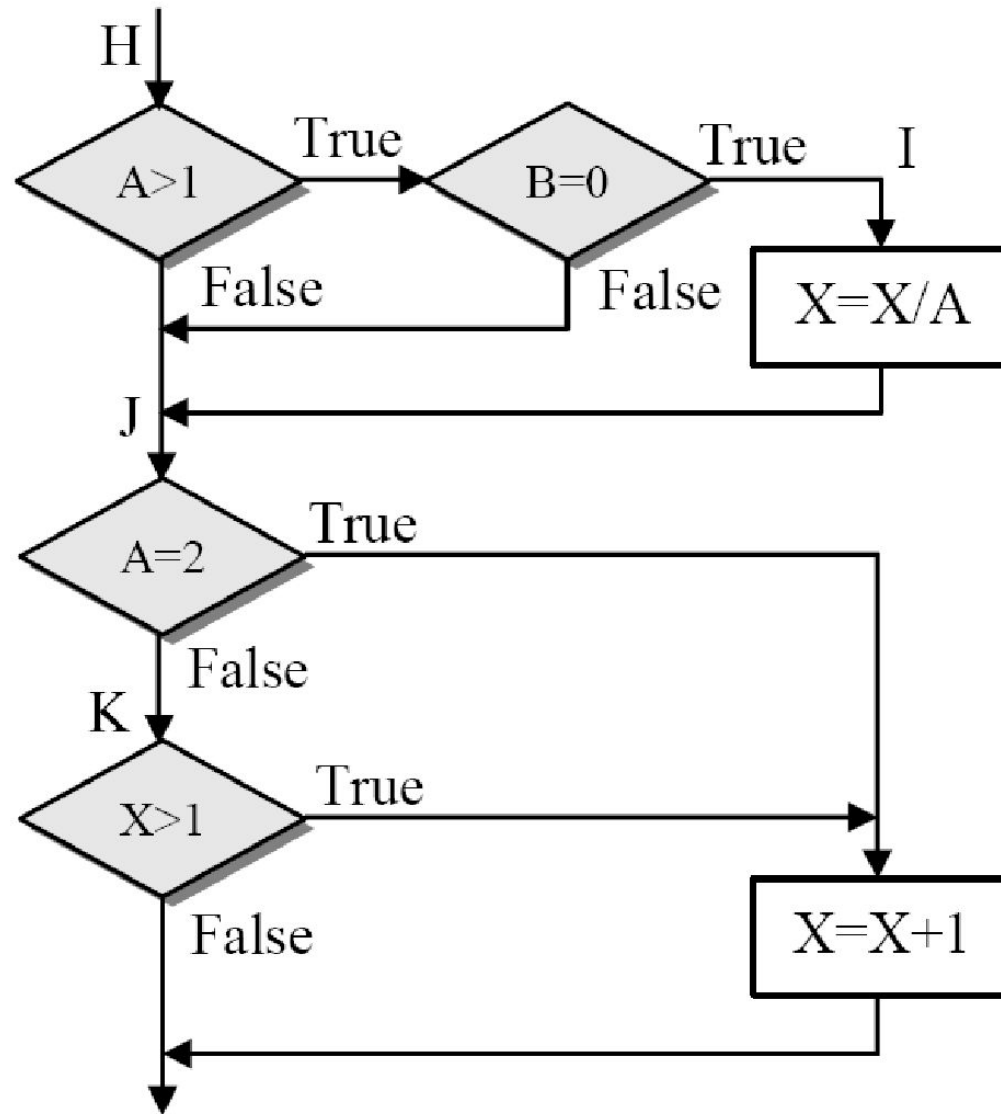 H
A>1
True
B=0
True
I
False
False
X=X/A
J
A=2
True
False
K
X>1
True
False
X=X+1